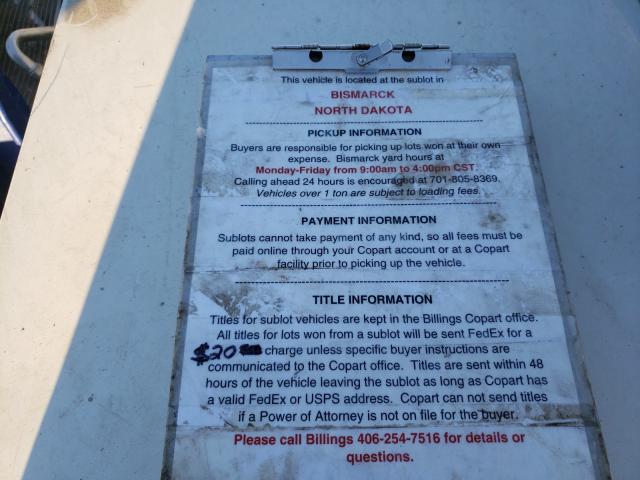 This vehicle is located at the sublot in
BISMARCK
NORTH DAKOTA
PICKUP INFORMATION
Buyers are responsible for picking up lots won at their own
expense. Bismarck yard hours at
Monday-Friday from 9:00am to 4:00pm CST.
Calling ahead 24 hours is encouraged at 701-805-8369.
Vehicles over 1 ton are subject to loading fees.
PAYMENT INFORMATION
Sublots cannot take payment of any kind, so all fees must be
paid online through your Copart account or at a Copart
facility prior to picking up the vehicle.
TITLE INFORMATION
Titles for sublot vehicles are kept in the Billings Copart office.
All titles for lots won from a sublot will be sent FedEx for a
$20 charge unless specific buyer instructions are
communicated to the Copart office. Titles are sent within 48
hours of the vehicle leaving the sublot as long as Copart has
a valid FedEx or USPS address. Copart can not send titles
if a Power of Attorney is not on file for the buyer.
Please call Billings 406-254-7516 for details or
questions.